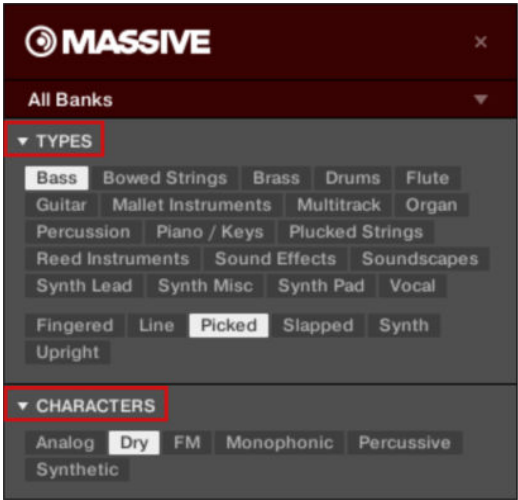 MASSIVE
All Banks
TYPES
Bass Bowed Strings Brass Drums Flute
Guitar Mallet Instruments Multitrack Organ
Percussion Piano / Keys Plucked Strings
Reed Instruments Sound Effects Soundscapes
Synth Lead Synth Misc Synth Pad Vocal
Fingered Line Picked Slapped Synth
Upright
CHARACTERS
Analog Dry FM Monophonic Percussive
Synthetic